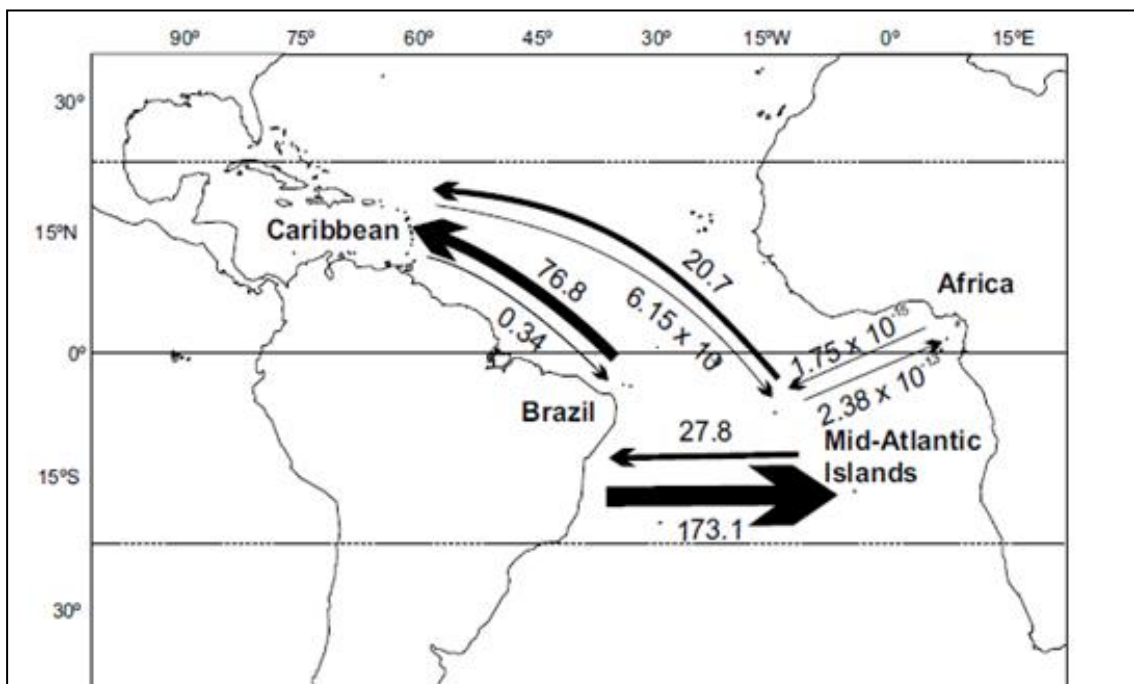 90º 75º 60º 45º 30º 15ºW 0º 15ºE
30º
15ºN
0º
15ºS
30º
Caribbean
Africa
Brazil
Mid-Atlantic
Islands
20.7
76.8
6.15 x 10
0.34
1.75 x 10
2.38 x 10
27.8
173.1